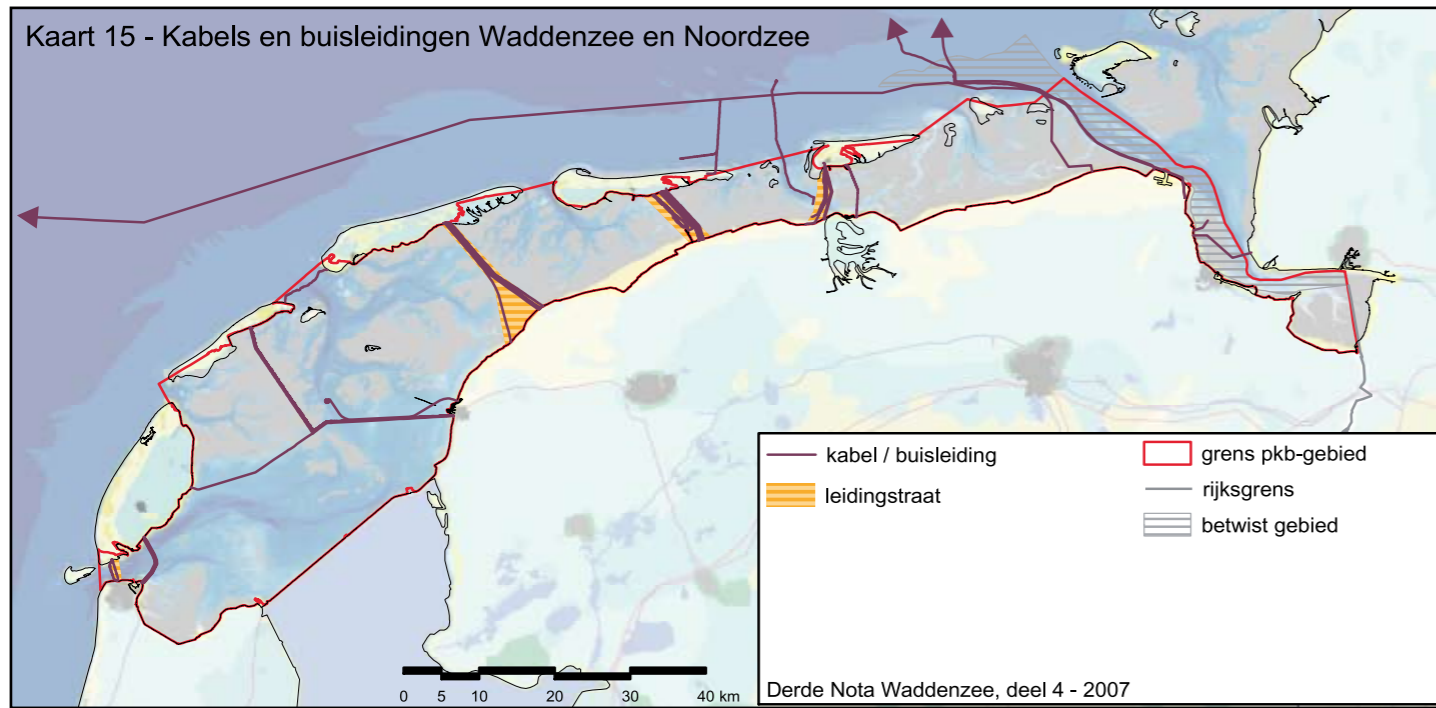 Kaart 15 - Kabels en buisleidingen Waddenzee en Noordzee
kabel / buisleiding
leidingstraat
grens pkb-gebied
rijksgrens
betwist gebied
0 5 10 20 30 40 km
Derde Nota Waddenzee, deel 4 - 2007